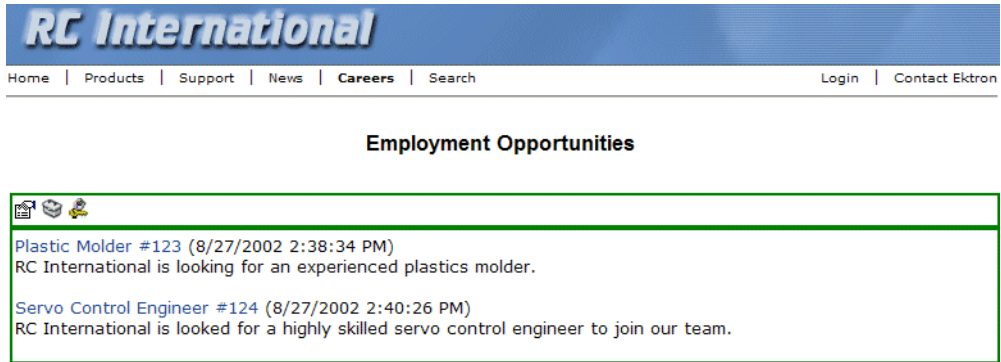 RC International
Home | Products | Support | News | Careers | Search Login | Contact Ektron
Employment Opportunities
Plastic Molder #123 (8/27/2002 2:38:34 PM)
RC International is looking for an experienced plastics molder.
Servo Control Engineer #124 (8/27/2002 2:40:26 PM)
RC International is looked for a highly skilled servo control engineer to join our team.